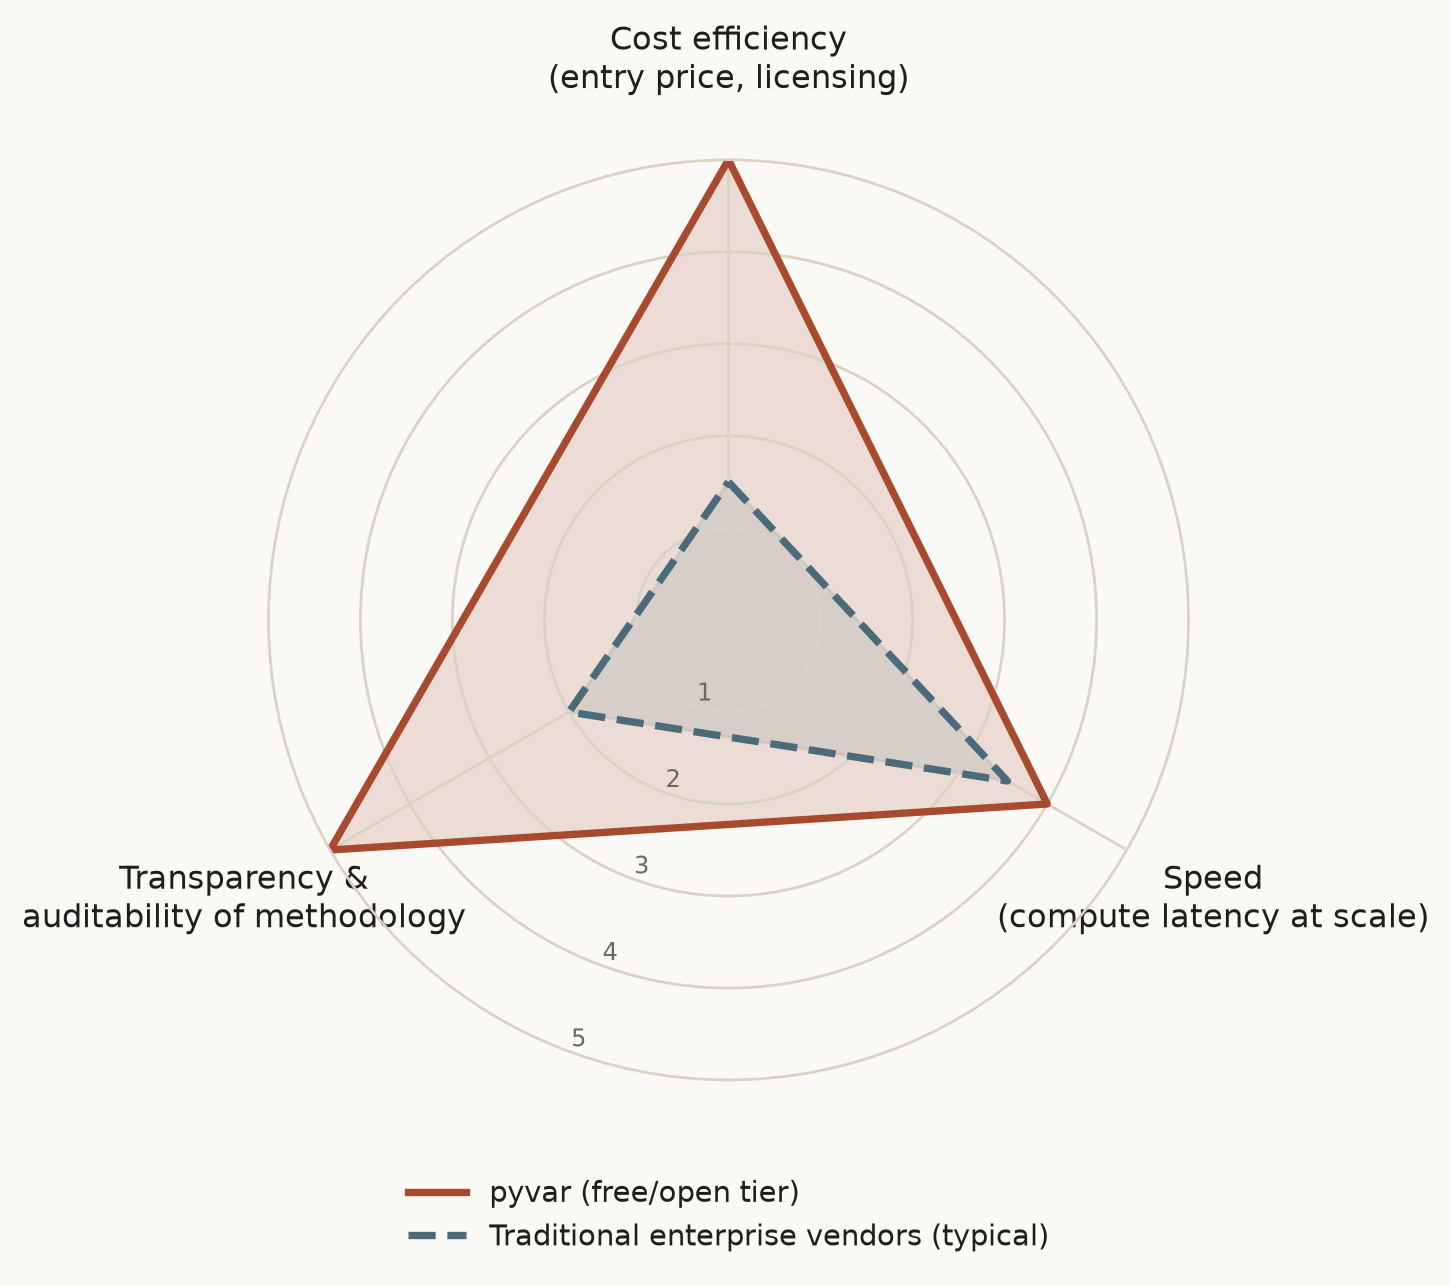 Cost efficiency
(entry price, licensing)
1
2
3
4
5
Transparency &
auditability of methodology
Speed
(compute latency at scale)
pyvar (free/open tier)
Traditional enterprise vendors (typical)